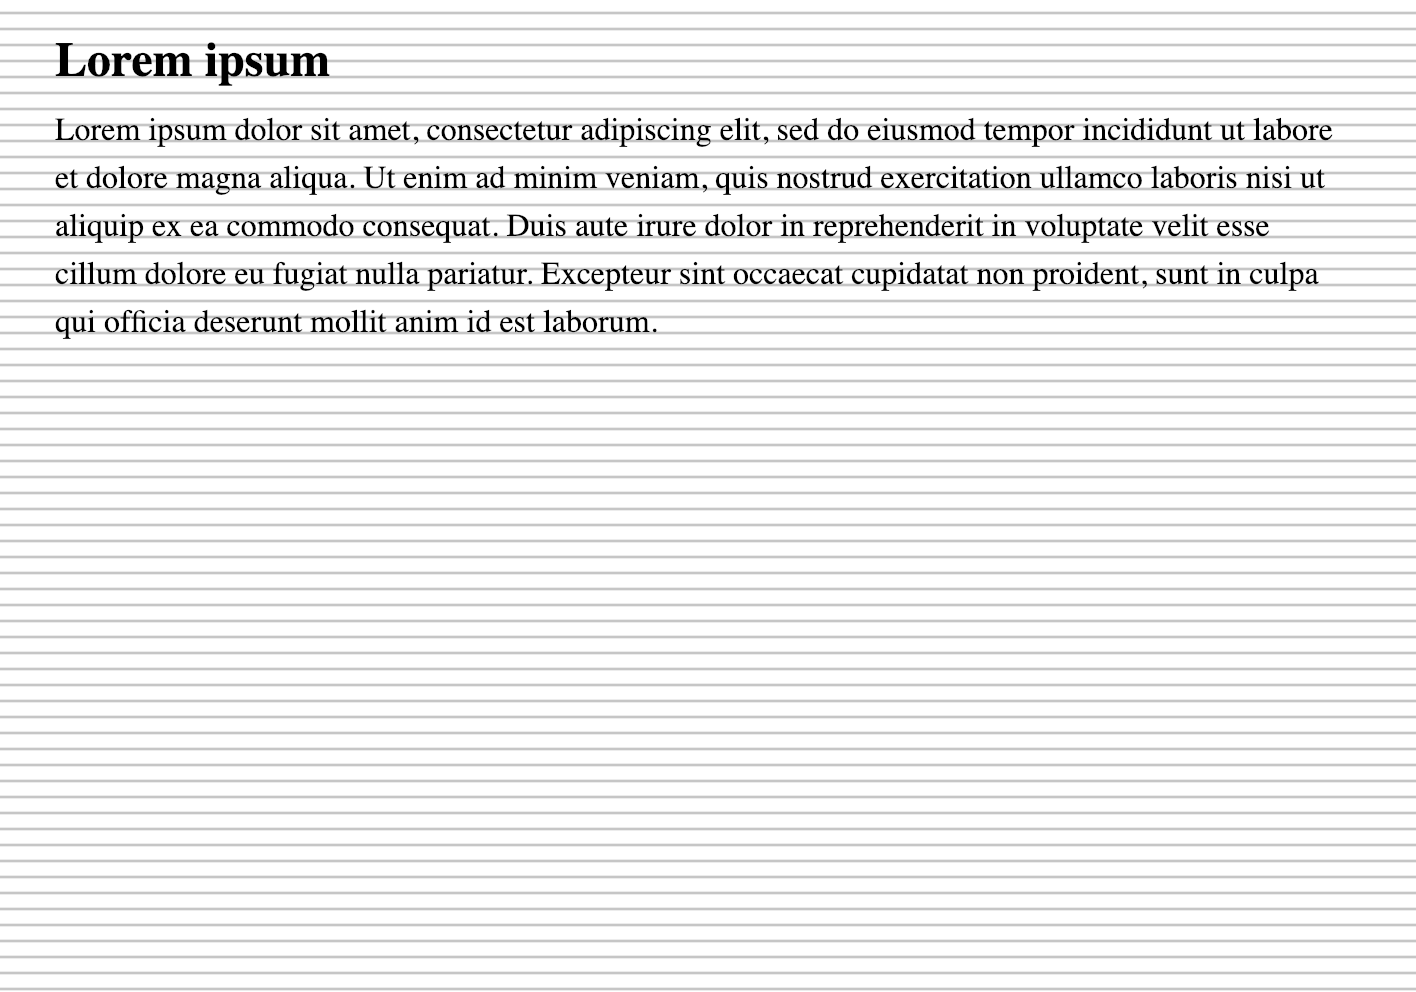 Lorem ipsum
Lorem ipsum dolor sit amet, consectetur adipiscing elit, sed do eiusmod tempor incididunt ut labore
et dolore magna aliqua. Ut enim ad minim veniam, quis nostrud exercitation ullamco laboris nisi ut
aliquip ex ea commodo consequat. Duis aute irure dolor in reprehenderit in voluptate velit esse
cillum dolore eu fugiat nulla pariatur. Excepteur sint occaecat cupidatat non proident, sunt in culpa
qui officia deserunt mollit anim id est laborum.